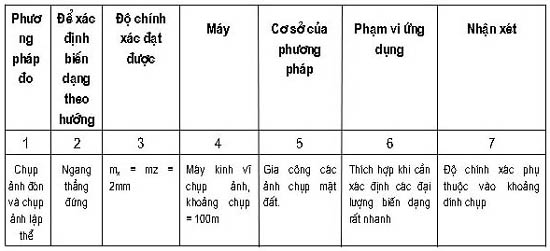 Phươ
ng
pháp
đo
Để xác
định
biến
dạng
theo
hướng
Độ chính
xác đạt
được
Máy
Cơ sở của
phương
pháp
Phạm vi ứng
dụng
Nhận xét
1
2
3
4
5
6
7
Chụp
ảnh đòn
và chụp
ảnh lập
thể
Ngang
thẳng
đứng
mx = mz =
2mm
Máy kinh vĩ
chụp ảnh,
khoảng chụp
= 100m
Gia công các
ảnh chụp mặt
đất.
Thích hợp khi cần
xác định các đại
lượng biến dạng
rất nhanh
Độ chính xác phụ
thuộc vào khoảng
dính chụp